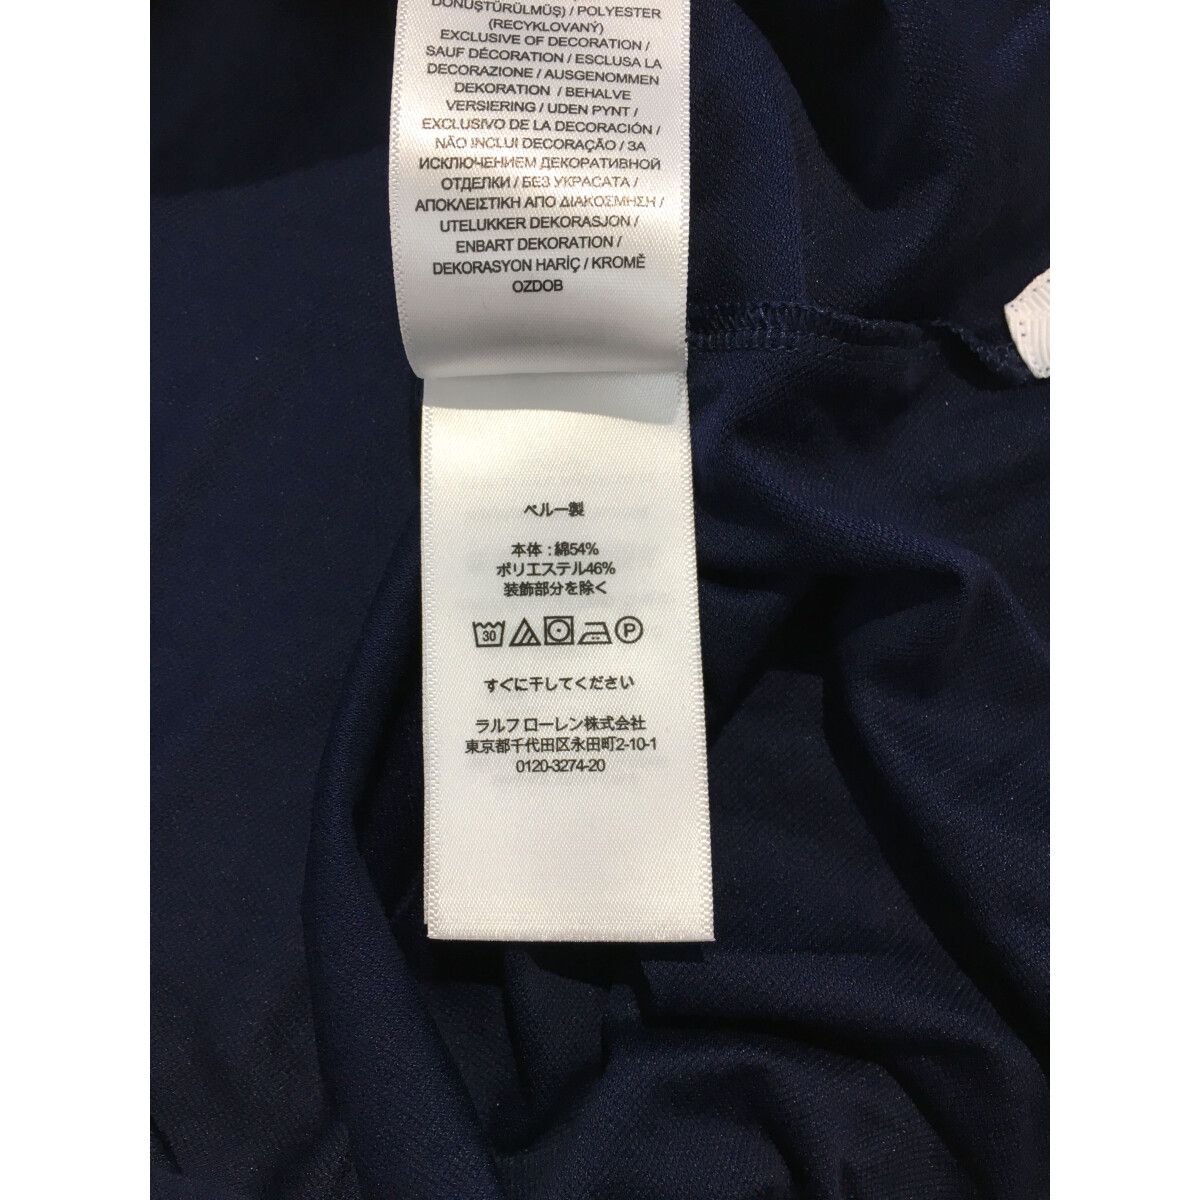 DÖNÜŞTÜRÜLMÜŞ) / POLYESTER
(RECYKLOVANÝ)
EXCLUSIVE OF DECORATION /
SAUF DÉCORATION / ESCLUSA LA
DECORAZIONE / AUSGENOMMEN
DEKORATION / BEHALVE
VERSIERING / UDEN PYNT /
EXCLUSIVO DE LA DECORACIÓN /
NÃO INCLUI DECORAÇÃO / ЗА
ИСКЛЮЧЕНИЕМ ДЕКОРАТИВНОЙ
ОТДЕЛКИ / БЕЗ УКРАСАТА /
ΑΠΟΚΛΕΙΣΤΙΚΗ ΑΠΟ ΔΙΑΚΟΣΜΗΣΗ /
UTELUKKER DEKORASJON /
ENBART DEKORATION /
DEKORASYON HARİÇ / KROMĚ
OZDOB
ペルー製
本体 : 綿54%
ポリエステル46%
装飾部分を除く
30 P
すぐに干してください
ラルフ ローレン株式会社
東京都千代田区永田町2-10-1
0120-3274-20